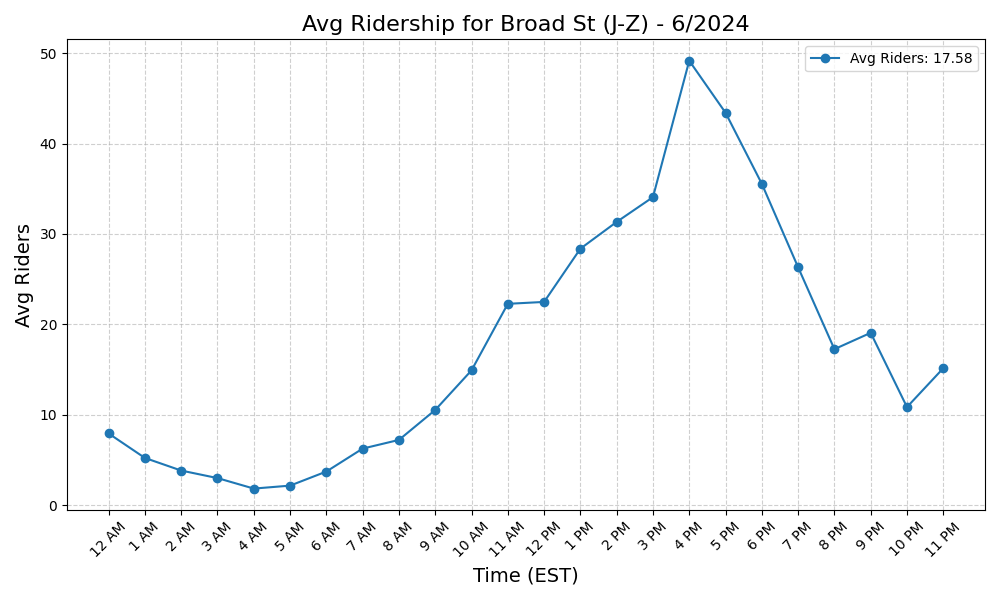 Avg Ridership for Broad St (J-Z) - 6/2024
Avg Riders: 17.58
Avg Riders
50
40
30
20
10
0
12 AM
1 AM
2 AM
3 AM
4 AM
5 AM
6 AM
7 AM
8 AM
9 AM
10 AM
11 AM
12 PM
1 PM
2 PM
3 PM
4 PM
5 PM
6 PM
7 PM
8 PM
9 PM
10 PM
11 PM
Time (EST)